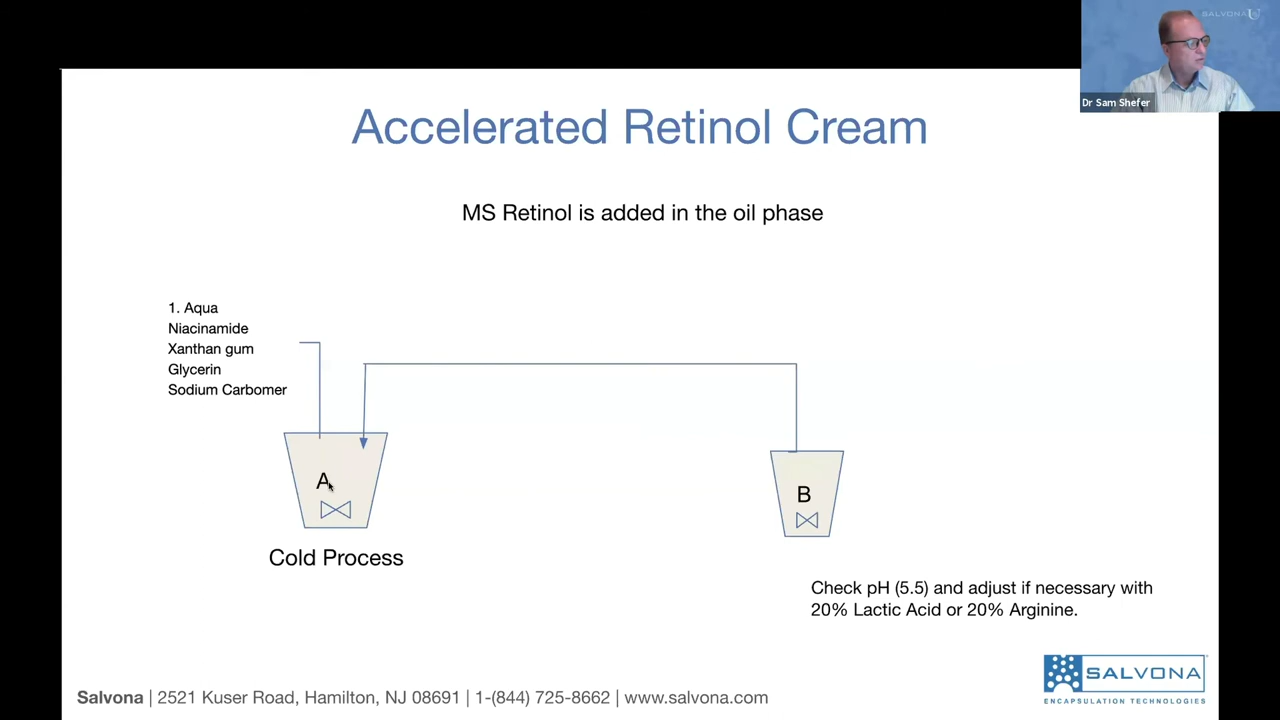 SALVONA
Dr Sam Shefer
Accelerated Retinol Cream
MS Retinol is added in the oil phase
1. Aqua
Niacinamide
Xanthan gum
Glycerin
Sodium Carbomer
A
B
Cold Process
Check pH (5.5) and adjust if necessary with
20% Lactic Acid or 20% Arginine.
SALVONA
ENCAPSULATION TECHNOLOGIES
Salvona | 2521 Kuser Road, Hamilton, NJ 08691 | 1-(844) 725-8662 | www.salvona.com